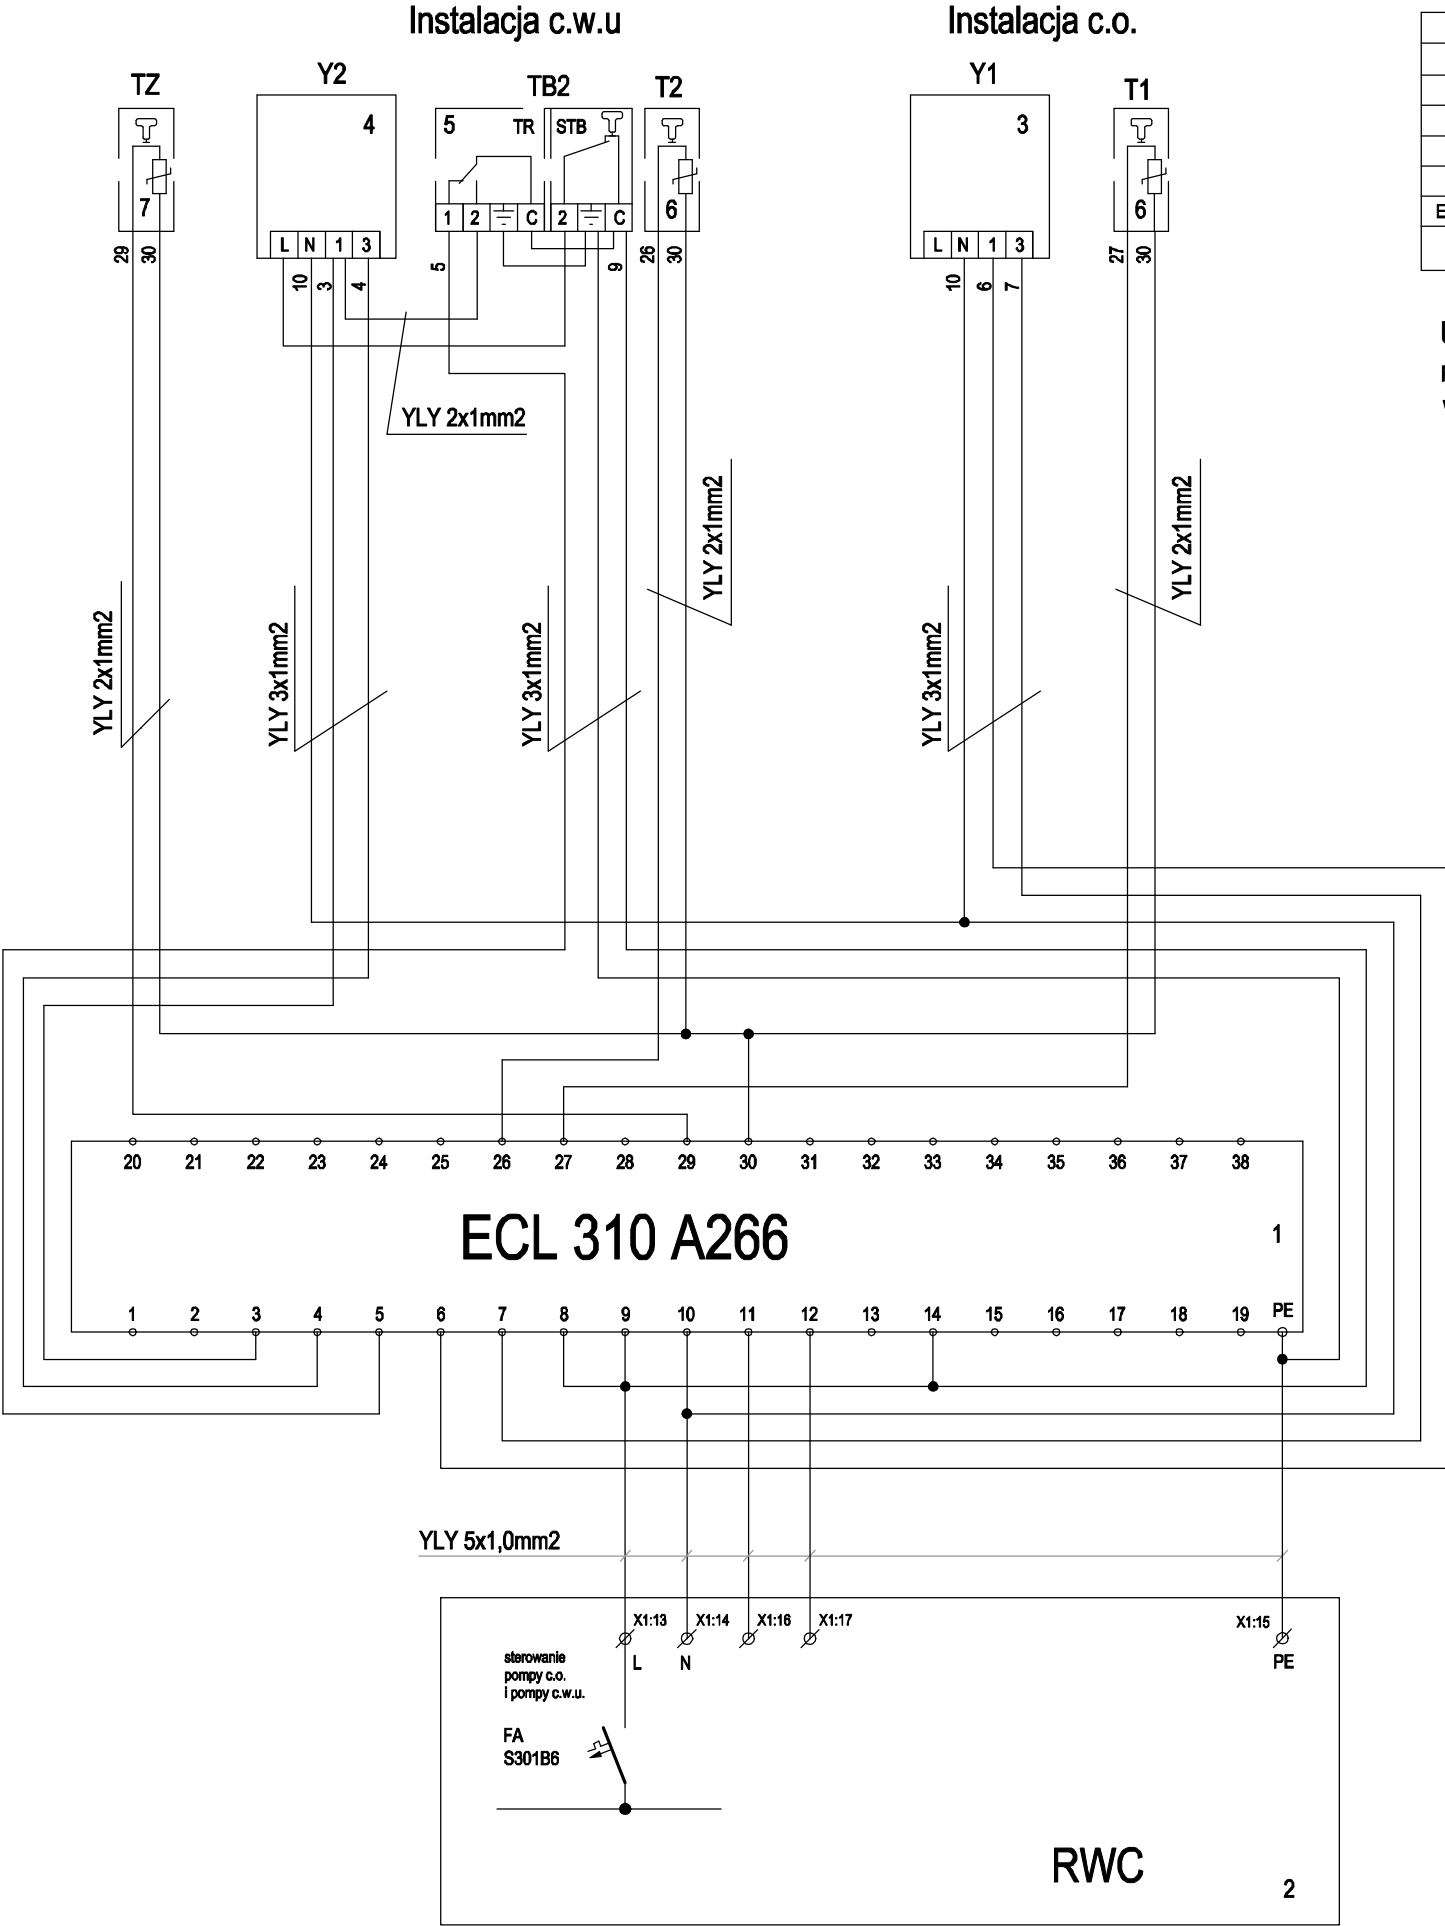 Instalacja c.w.u
Instalacja c.o.
TZ
Y2
TB2
T2
Y1
T1
4
5
TR
STB
3
7
6
6
1 2 C 2 C
L N 1 3
L N 1 3
29
30
10
3
4
5
9
26
30
10
6
7
27
30
YLY 2x1mm2
YLY 2x1mm2
YLY 2x1mm2
YLY 2x1mm2
YLY 3x1mm2
YLY 3x1mm2
YLY 3x1mm2
20 21 22 23 24 25 26 27 28 29 30 31 32 33 34 35 36 37 38
ECL 310 A266
1
1 2 3 4 5 6 7 8 9 10 11 12 13 14 15 16 17 18 19 PE
YLY 5x1,0mm2
X1:13 X1:14 X1:16 X1:17 X1:15
L N PE
sterowanie
pompy c.o.
i pompy c.w.u.
FA
S301B6
RWC
2